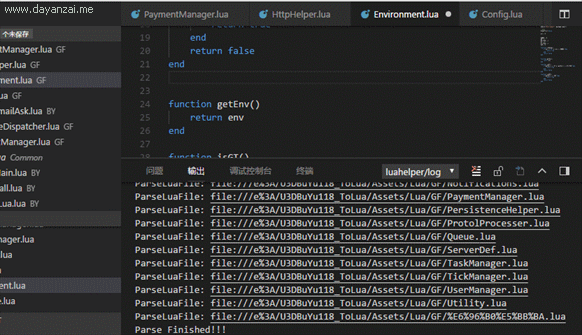 www.dayanzai.me
PaymentManager.lua
HttpHelper.lua
Environment.lua
Config.lua
个未保存
tManager.lua GF
per.lua GF
ment.lua GF
ua GF
mailAsk.lua BY
eDispatcher.lua GF
tManager.lua GF
Common
ain.lua BY
all.lua BY
Lua.lua BY
ager.lua
.lua
ent.lua
e.lua
19 end
20 return false
21 end
22
23
24 function getEnv()
25 return env
26 end
27
28 function isGT()
问题 输出 调试控制台 终端 luahelper/log
ParseLuaFile: file:///e%3A/U3DBuYu118_ToLua/Assets/Lua/GF/Notifications.lua
ParseLuaFile: file:///e%3A/U3DBuYu118_ToLua/Assets/Lua/GF/PaymentManager.lua
ParseLuaFile: file:///e%3A/U3DBuYu118_ToLua/Assets/Lua/GF/PersistenceHelper.lua
ParseLuaFile: file:///e%3A/U3DBuYu118_ToLua/Assets/Lua/GF/ProtolProcesser.lua
ParseLuaFile: file:///e%3A/U3DBuYu118_ToLua/Assets/Lua/GF/Queue.lua
ParseLuaFile: file:///e%3A/U3DBuYu118_ToLua/Assets/Lua/GF/ServerDef.lua
ParseLuaFile: file:///e%3A/U3DBuYu118_ToLua/Assets/Lua/GF/TaskManager.lua
ParseLuaFile: file:///e%3A/U3DBuYu118_ToLua/Assets/Lua/GF/TickManager.lua
ParseLuaFile: file:///e%3A/U3DBuYu118_ToLua/Assets/Lua/GF/UserManager.lua
ParseLuaFile: file:///e%3A/U3DBuYu118_ToLua/Assets/Lua/GF/Utility.lua
ParseLuaFile: file:///e%3A/U3DBuYu118_ToLua/Assets/Lua/GF/%E6%96%B0%E5%BB%BA.lua
Parse Finished!!!